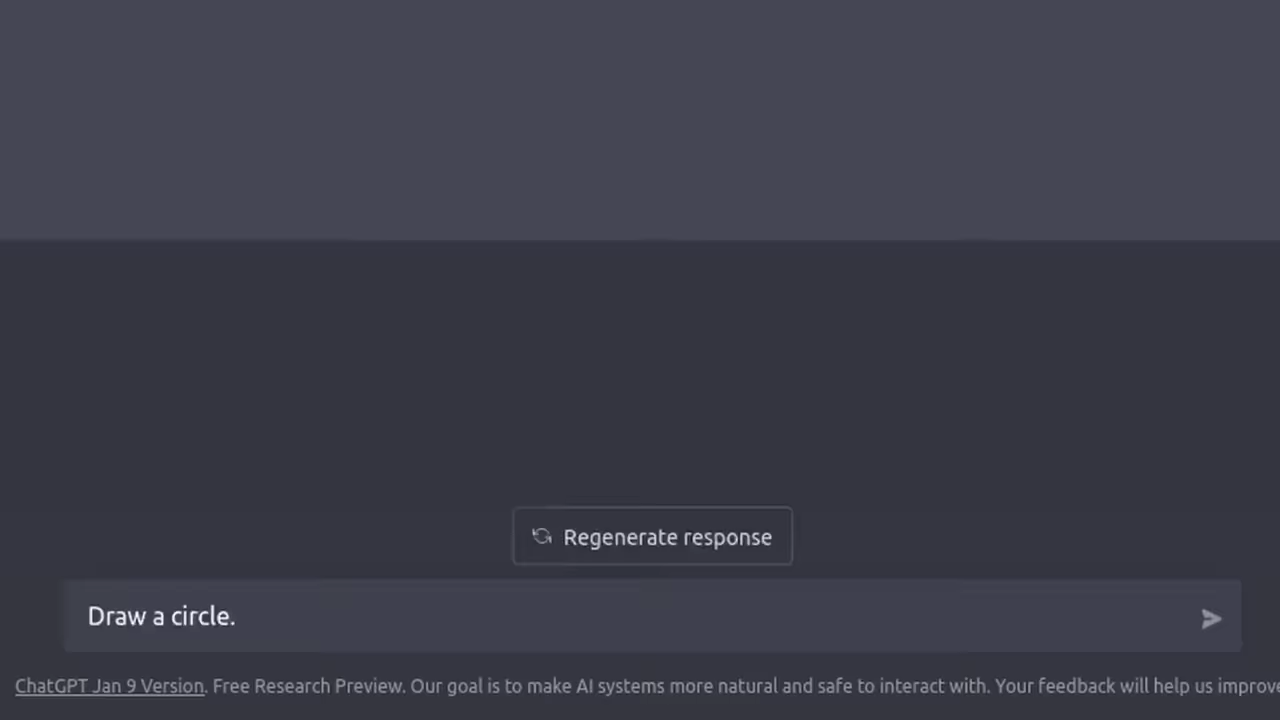 Regenerate response
Draw a circle.
ChatGPT Jan 9 Version. Free Research Preview. Our goal is to make AI systems more natural and safe to interact with. Your feedback will help us improve